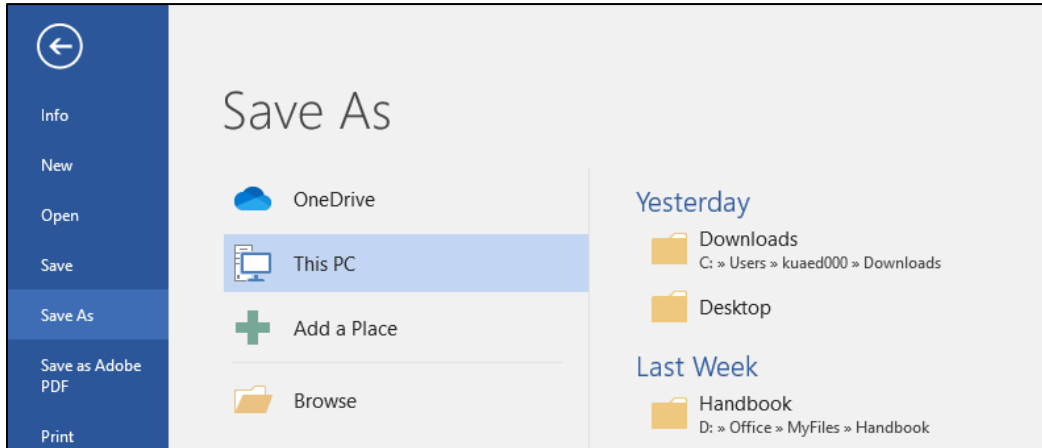 Info
New
Open
Save
Save As
Save as Adobe
PDF
Print
Save As
OneDrive
This PC
Add a Place
Browse
Yesterday
Downloads
C: » Users » kuaed000 » Downloads
Desktop
Last Week
Handbook
D: » Office » MyFiles » Handbook